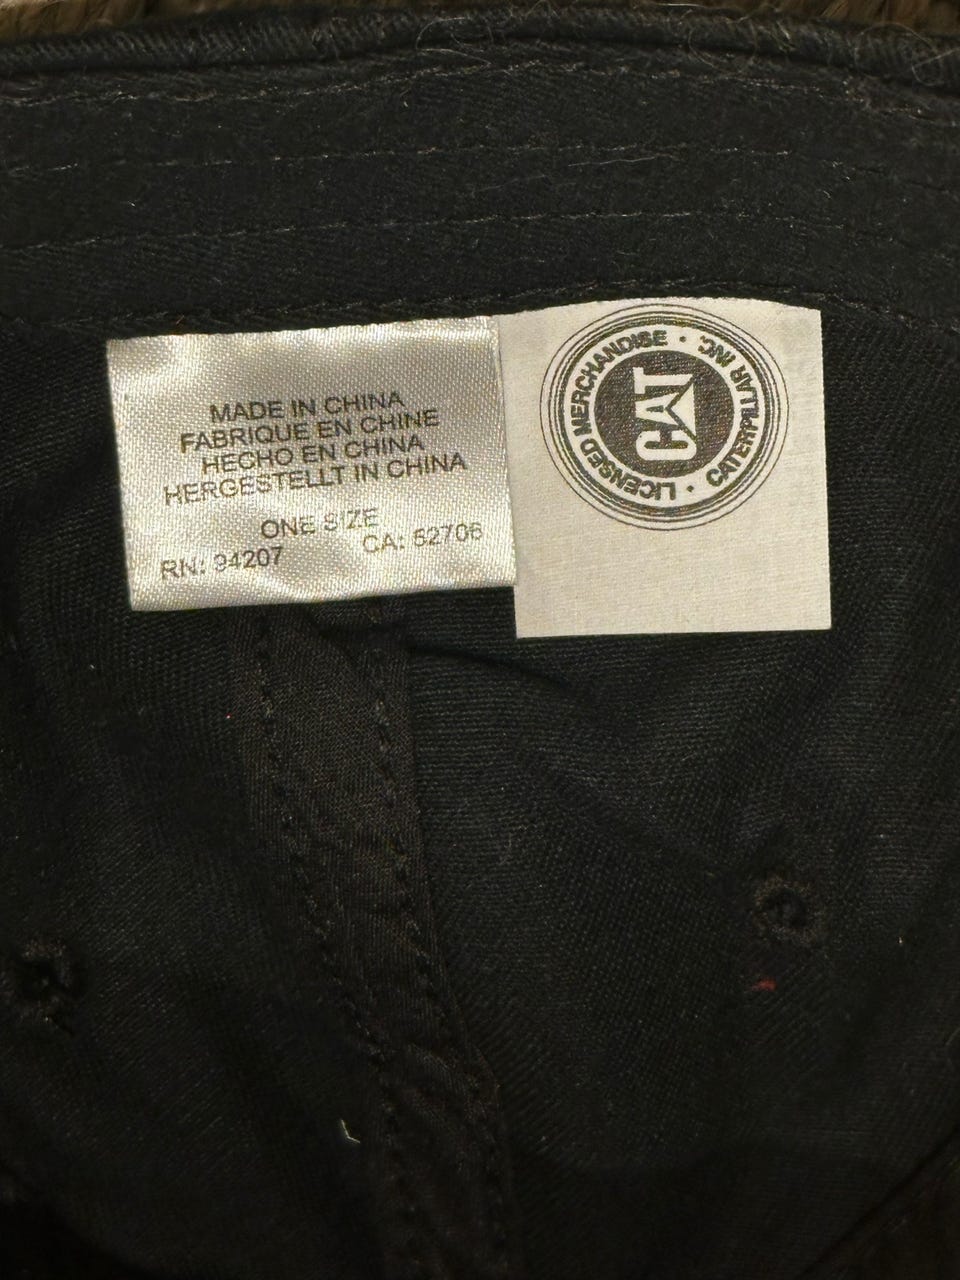 MADE IN CHINA
FABRIQUE EN CHINE
HECHO EN CHINA
HERGESTELLT IN CHINA
ONE SIZE
RN: 94207 CA: 52706
LICENSED MERCHANDISE · CATERPILLAR INC. ·
CAT